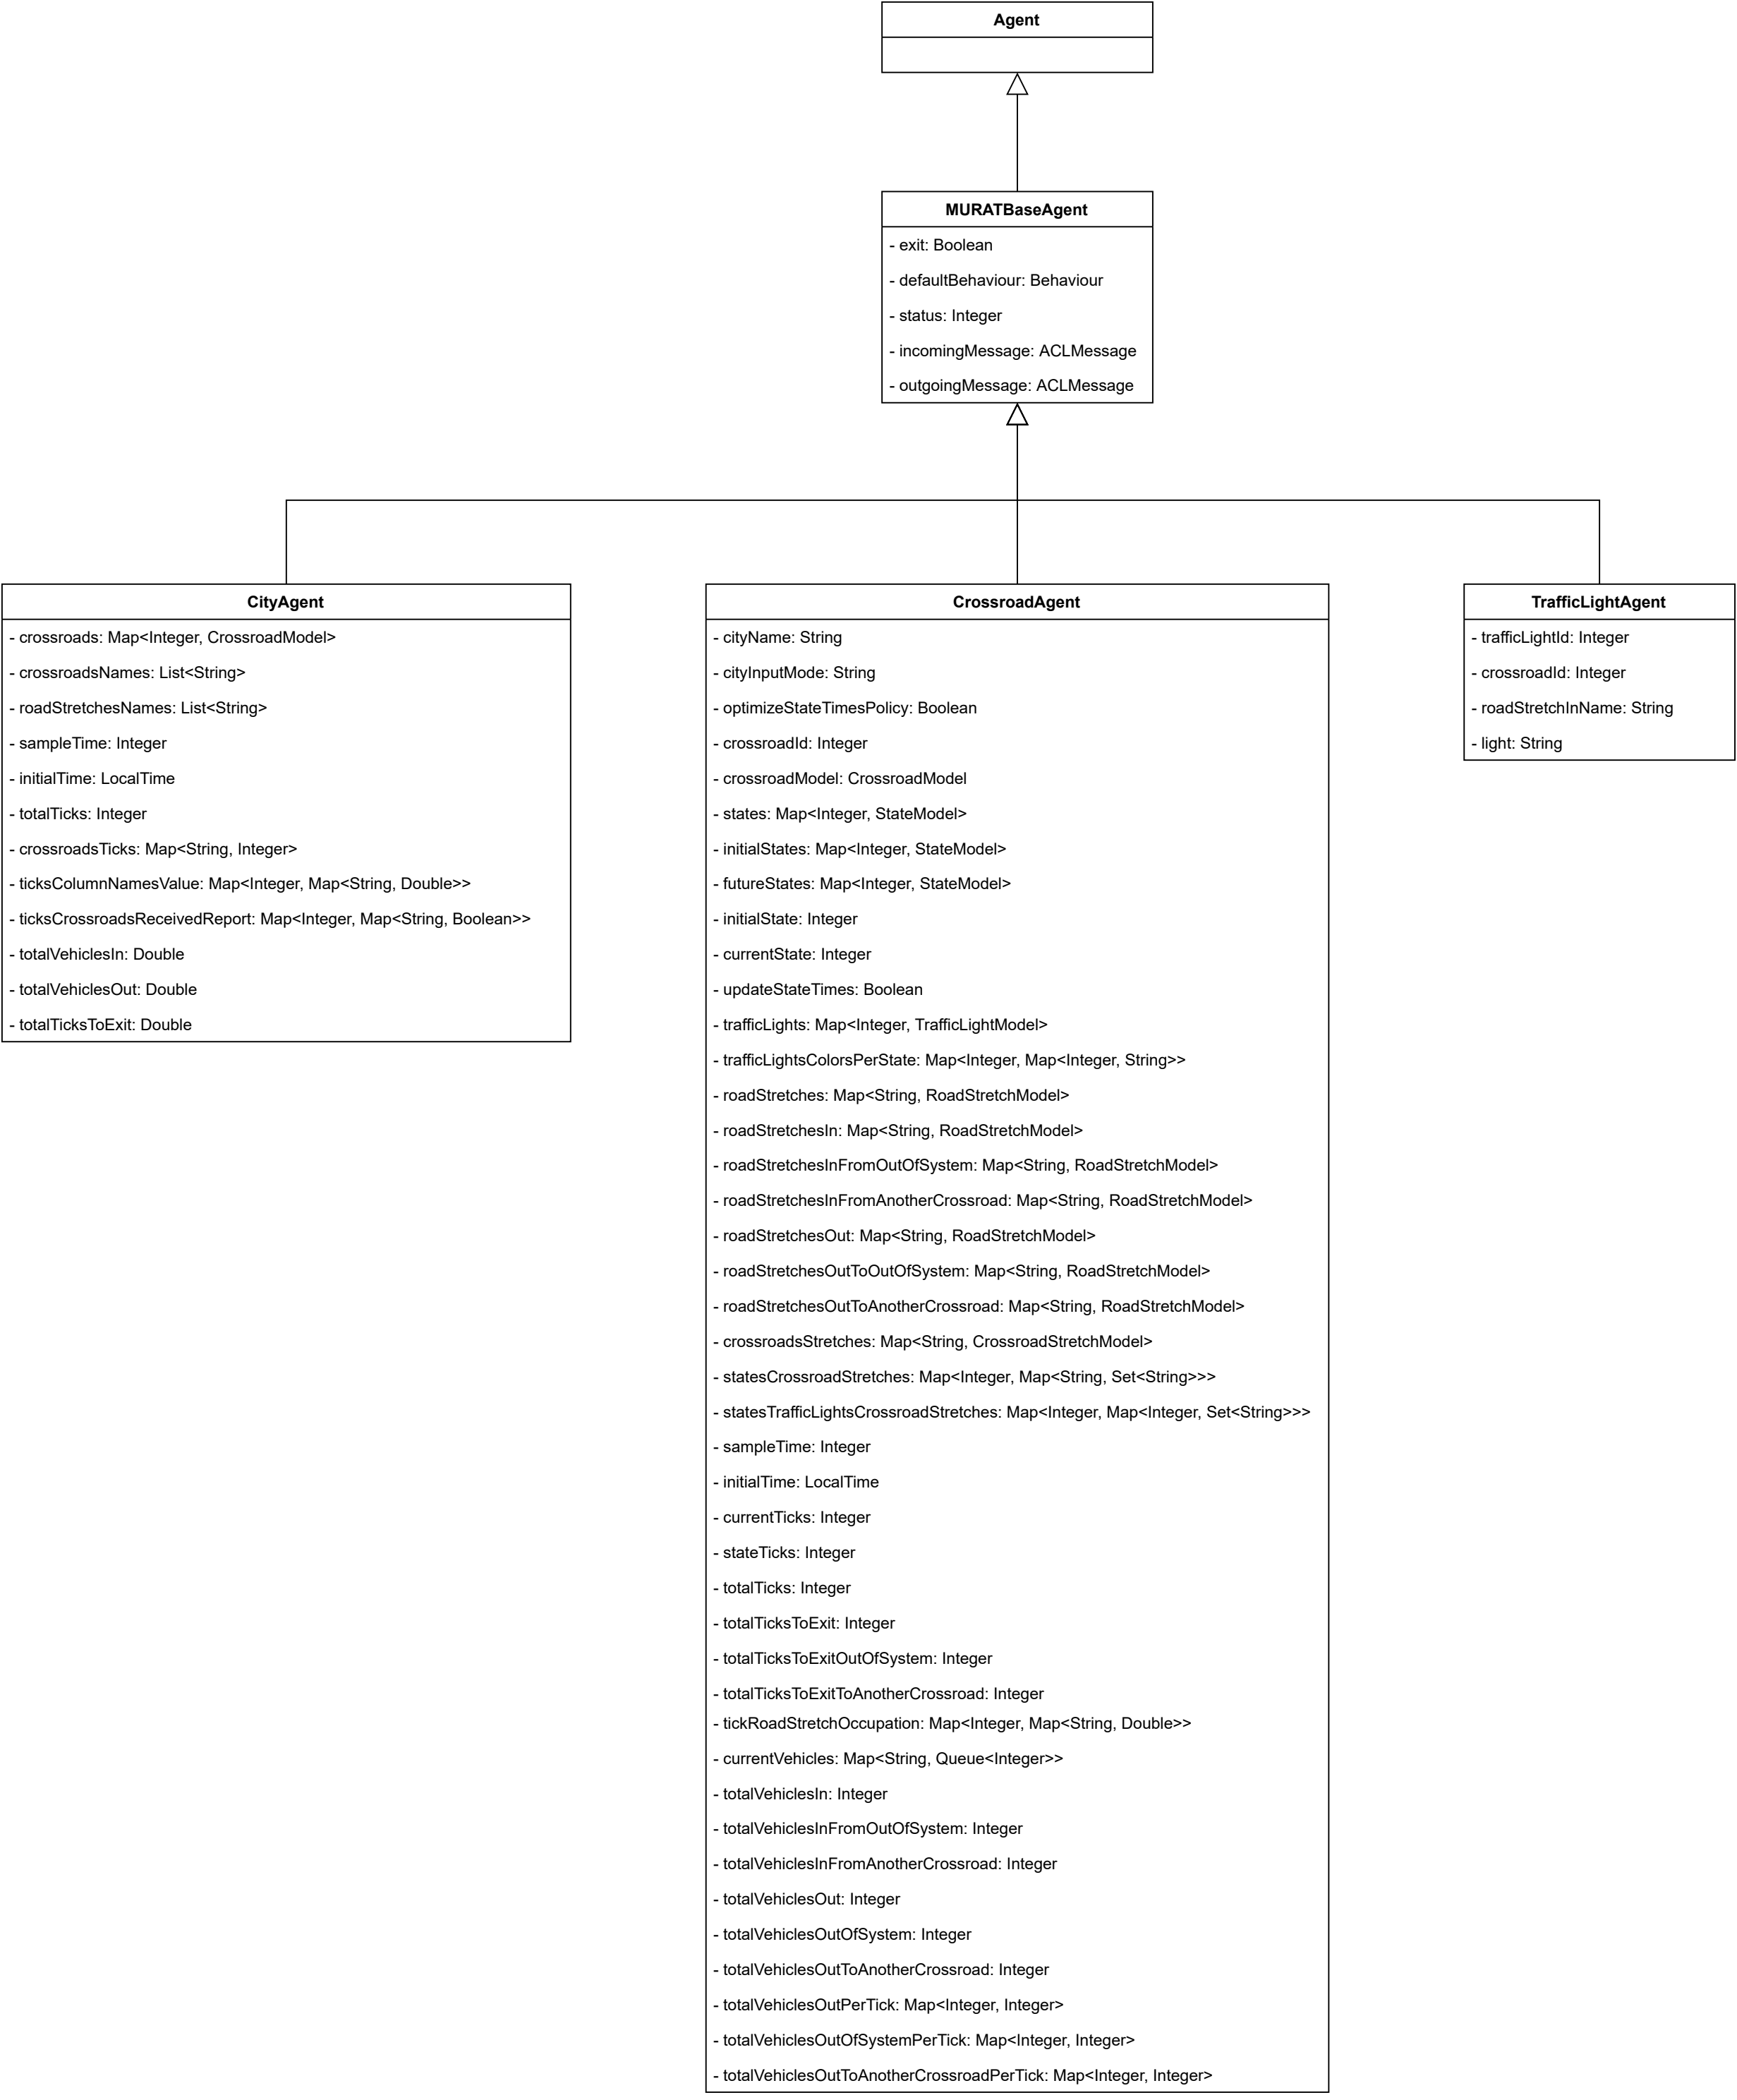 Agent
MURATBaseAgent
- exit: Boolean
- defaultBehaviour: Behaviour
- status: Integer
- incomingMessage: ACLMessage
- outgoingMessage: ACLMessage
CityAgent
- crossroads: Map<Integer, CrossroadModel>
- crossroadsNames: List<String>
- roadStretchesNames: List<String>
- sampleTime: Integer
- initialTime: LocalTime
- totalTicks: Integer
- crossroadsTicks: Map<String, Integer>
- ticksColumnNamesValue: Map<Integer, Map<String, Double>>
- ticksCrossroadsReceivedReport: Map<Integer, Map<String, Boolean>>
- totalVehiclesIn: Double
- totalVehiclesOut: Double
- totalTicksToExit: Double
CrossroadAgent
- cityName: String
- cityInputMode: String
- optimizeStateTimesPolicy: Boolean
- crossroadId: Integer
- crossroadModel: CrossroadModel
- states: Map<Integer, StateModel>
- initialStates: Map<Integer, StateModel>
- futureStates: Map<Integer, StateModel>
- initialState: Integer
- currentState: Integer
- updateStateTimes: Boolean
- trafficLights: Map<Integer, TrafficLightModel>
- trafficLightsColorsPerState: Map<Integer, Map<Integer, String>>
- roadStretches: Map<String, RoadStretchModel>
- roadStretchesIn: Map<String, RoadStretchModel>
- roadStretchesInFromOutOfSystem: Map<String, RoadStretchModel>
- roadStretchesInFromAnotherCrossroad: Map<String, RoadStretchModel>
- roadStretchesOut: Map<String, RoadStretchModel>
- roadStretchesOutToOutOfSystem: Map<String, RoadStretchModel>
- roadStretchesOutToAnotherCrossroad: Map<String, RoadStretchModel>
- crossroadsStretches: Map<String, CrossroadStretchModel>
- statesCrossroadStretches: Map<Integer, Map<String, Set<String>>>
- statesTrafficLightsCrossroadStretches: Map<Integer, Map<Integer, Set<String>>>
- sampleTime: Integer
- initialTime: LocalTime
- currentTicks: Integer
- stateTicks: Integer
- totalTicks: Integer
- totalTicksToExit: Integer
- totalTicksToExitOutOfSystem: Integer
- totalTicksToExitToAnotherCrossroad: Integer
- tickRoadStretchOccupation: Map<Integer, Map<String, Double>>
- currentVehicles: Map<String, Queue<Integer>>
- totalVehiclesIn: Integer
- totalVehiclesInFromOutOfSystem: Integer
- totalVehiclesInFromAnotherCrossroad: Integer
- totalVehiclesOut: Integer
- totalVehiclesOutOfSystem: Integer
- totalVehiclesOutToAnotherCrossroad: Integer
- totalVehiclesOutPerTick: Map<Integer, Integer>
- totalVehiclesOutOfSystemPerTick: Map<Integer, Integer>
- totalVehiclesOutToAnotherCrossroadPerTick: Map<Integer, Integer>
TrafficLightAgent
- trafficLightId: Integer
- crossroadId: Integer
- roadStretchInName: String
- light: String